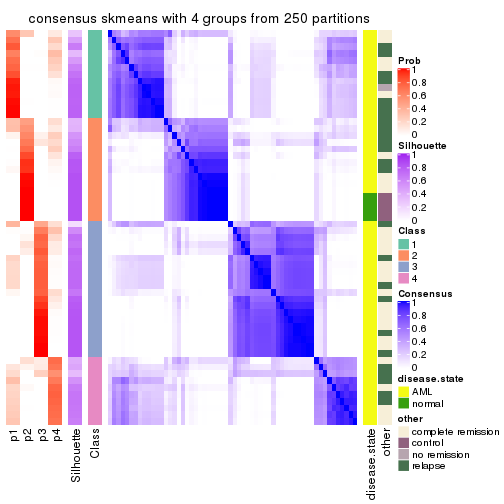 consensus skmeans with 4 groups from 250 partitions
Prob
1
0.8
0.6
0.4
0.2
0
Silhouette
1
0.8
0.6
0.4
0.2
0
Class
1
2
3
4
Consensus
1
0.8
0.6
0.4
0.2
0
disease.state
AML
normal
other
complete remission
control
no remission
relapse
p1
p2
p3
p4
Silhouette
Class
disease.state
other